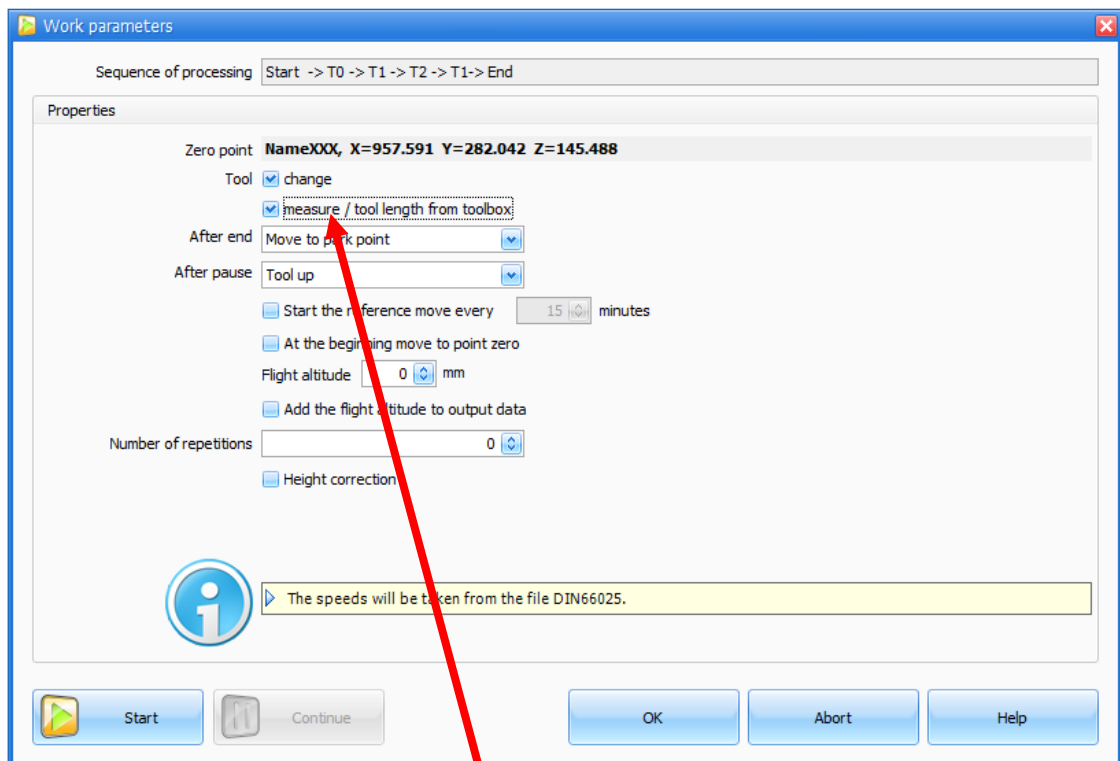 Work parameters
Sequence of processing Start -> T0 -> T1 -> T2 -> T1-> End
Properties
Zero point NameXXX, X=957.591 Y=282.042 Z=145.488
Tool change
measure / tool length from toolbox
After end Move to park point
After pause Tool up
Start the reference move every 15 minutes
At the beginning move to point zero
Flight altitude 0 mm
Add the flight altitude to output data
Number of repetitions 0
Height correction
The speeds will be taken from the file DIN66025.
Start Continue OK Abort Help